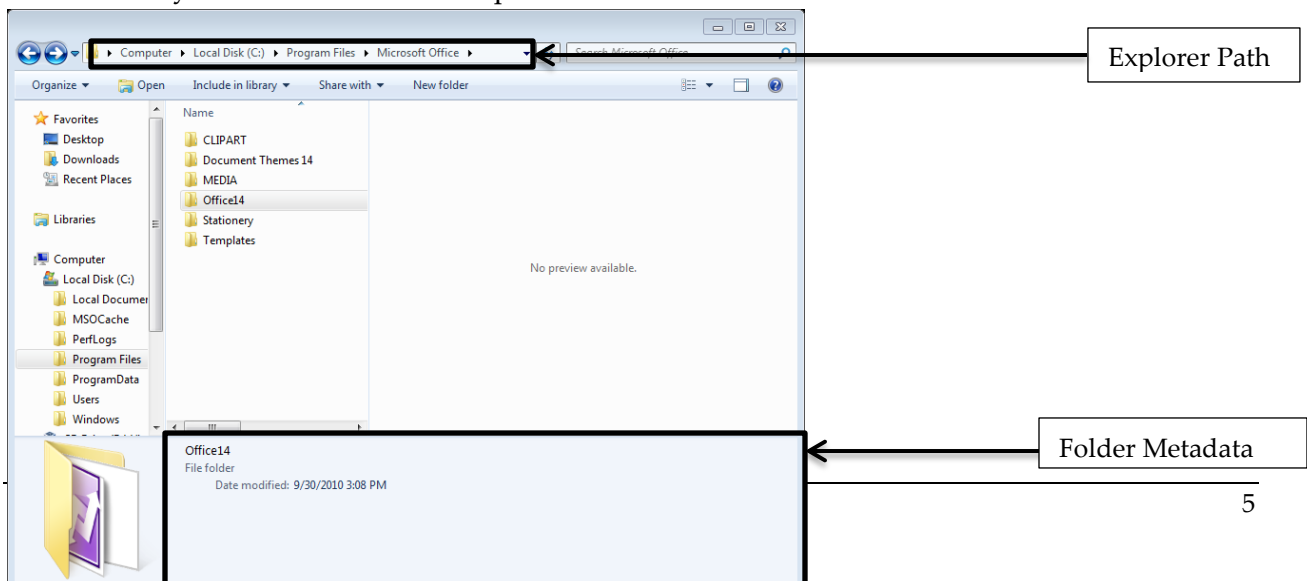 Computer Local Disk (C:) Program Files Microsoft Office
Explorer Path
Organize Open Include in library Share with New folder
Favorites
Desktop
Downloads
Recent Places
Libraries
Computer
Local Disk (C:)
Local Documen
MSOCache
PerfLogs
Program Files
ProgramData
Users
Windows
Name
CLIPART
Document Themes 14
MEDIA
Office14
Stationery
Templates
No preview available.
Office14
File folder
Date modified: 9/30/2010 3:08 PM
Folder Metadata
5